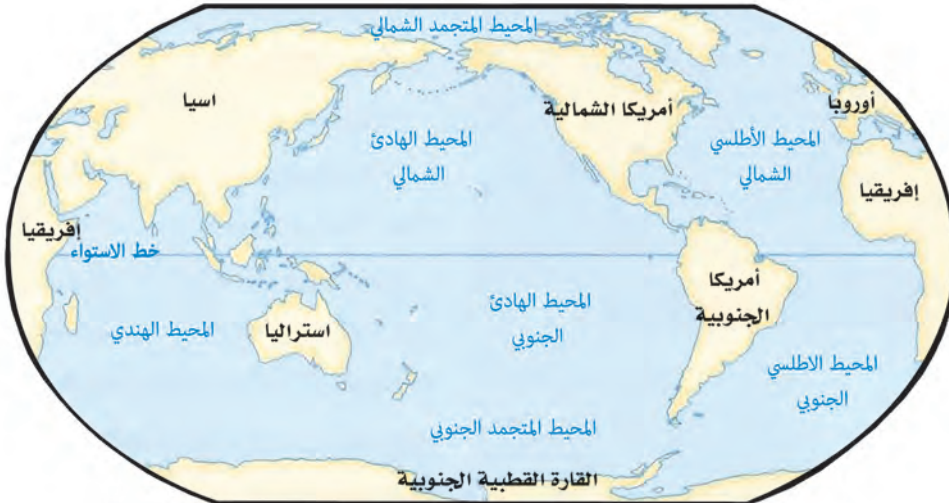 المحيط المتجمد الشمالي
اسيا
أمريكا الشمالية
أوروبا
المحيط الهادئ
الشمالي
المحيط الأطلسي
الشمالي
إفريقيا
إفريقيا
خط الاستواء
أمريكا
الجنوبية
المحيط الهادئ
الجنوبي
استراليا
المحيط الهندي
المحيط الاطلسي
الجنوبي
المحيط المتجمد الجنوبي
القارة القطبية الجنوبية